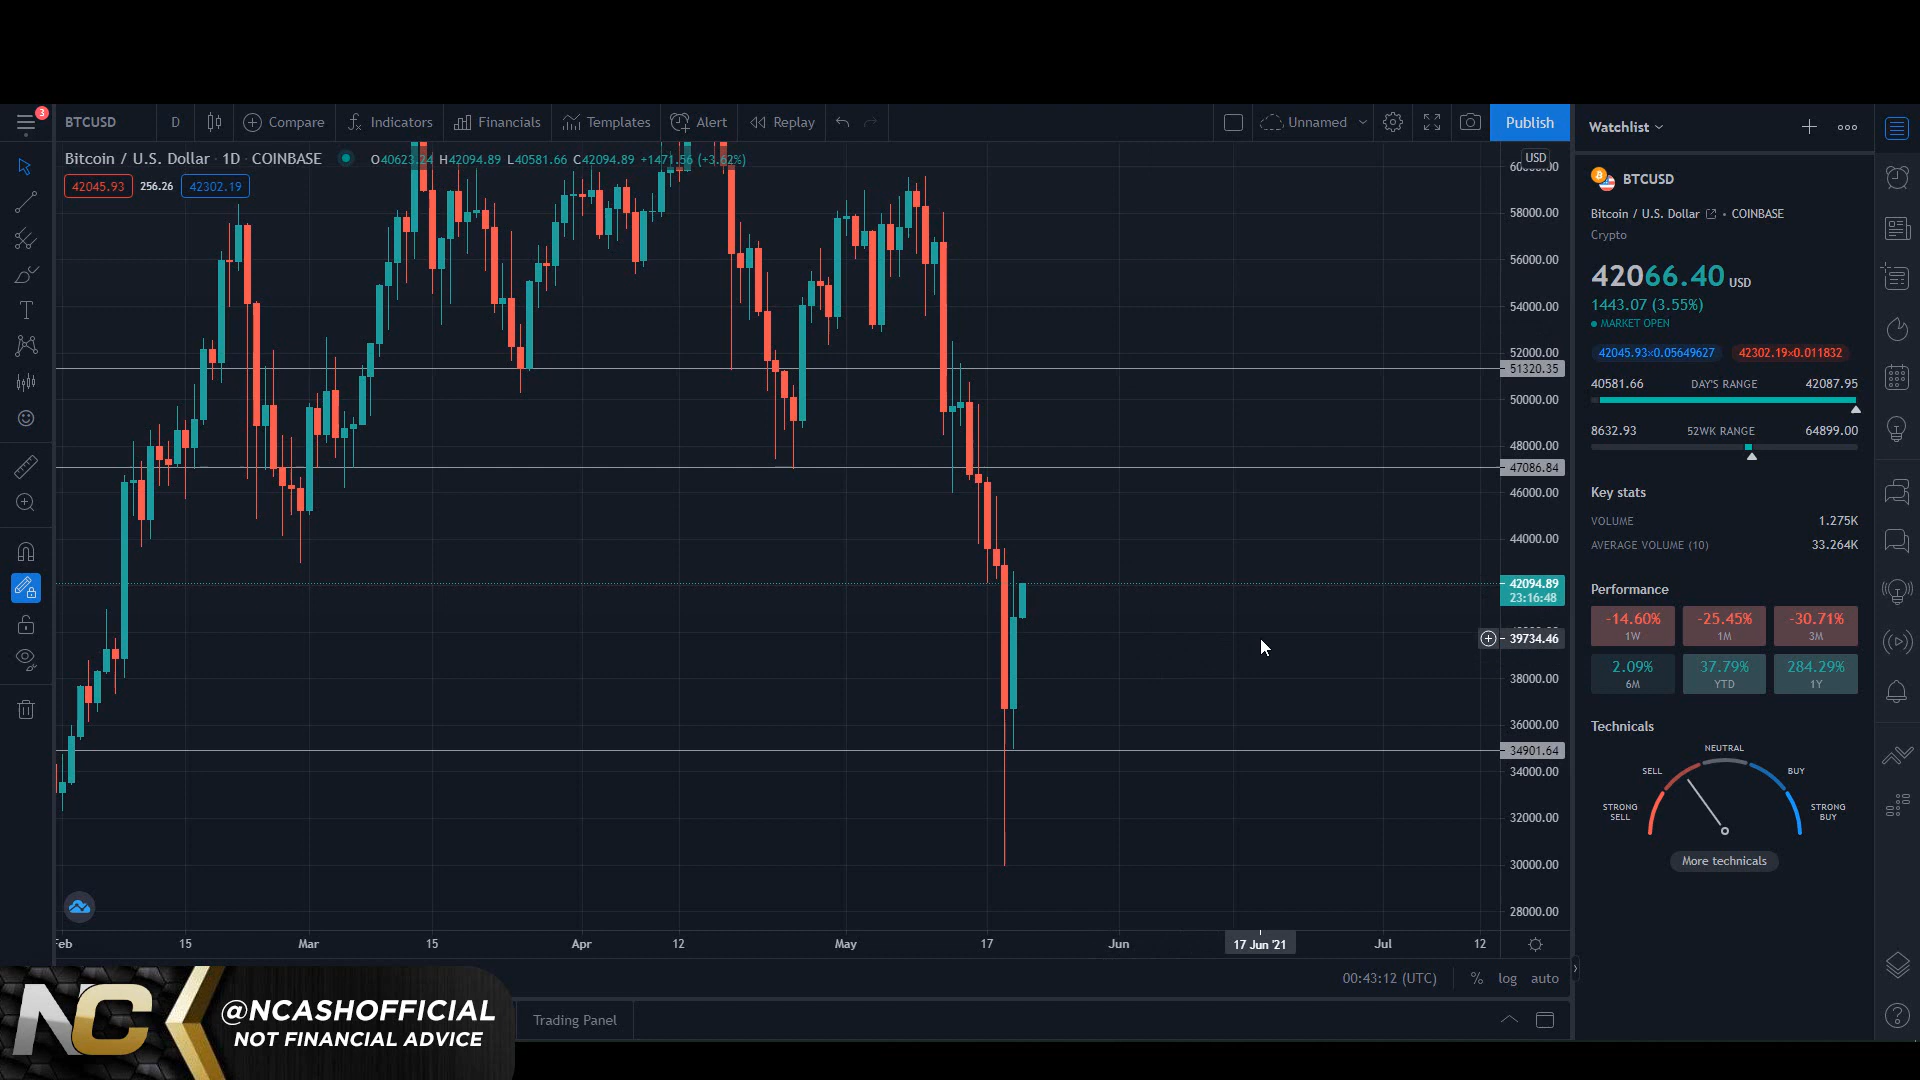 3
BTCUSD D Compare Indicators Financials Templates Alert Replay Unnamed Publish
Bitcoin / U.S. Dollar · 1D · COINBASE O40623.24 H42094.89 L40581.66 C42094.89 +1471.56 (+3.62%)
42045.93 256.26 42302.19
USD
58000.00
56000.00
54000.00
52000.00
51320.35
50000.00
48000.00
47086.84
46000.00
44000.00
42094.89
23:16:48
39734.46
38000.00
36000.00
34901.64
34000.00
32000.00
30000.00
28000.00
Feb 15 Mar 15 Apr 12 May 17 Jun 17 Jun '21 Jul 12
00:43:12 (UTC) % log auto
Trading Panel
NC
@NCASHOFFICIAL
NOT FINANCIAL ADVICE
Watchlist
BTCUSD
Bitcoin / U.S. Dollar • COINBASE
Crypto
42066.40 USD
1443.07 (3.55%)
MARKET OPEN
42045.93×0.05649627 42302.19×0.011832
40581.66 DAY'S RANGE 42087.95
8632.93 52WK RANGE 64899.00
Key stats
VOLUME 1.275K
AVERAGE VOLUME (10) 33.264K
Performance
-14.60% -25.45% -30.71%
1W 1M 3M
2.09% 37.79% 284.29%
6M YTD 1Y
Technicals
NEUTRAL
SELL BUY
STRONG SELL STRONG BUY
More technicals